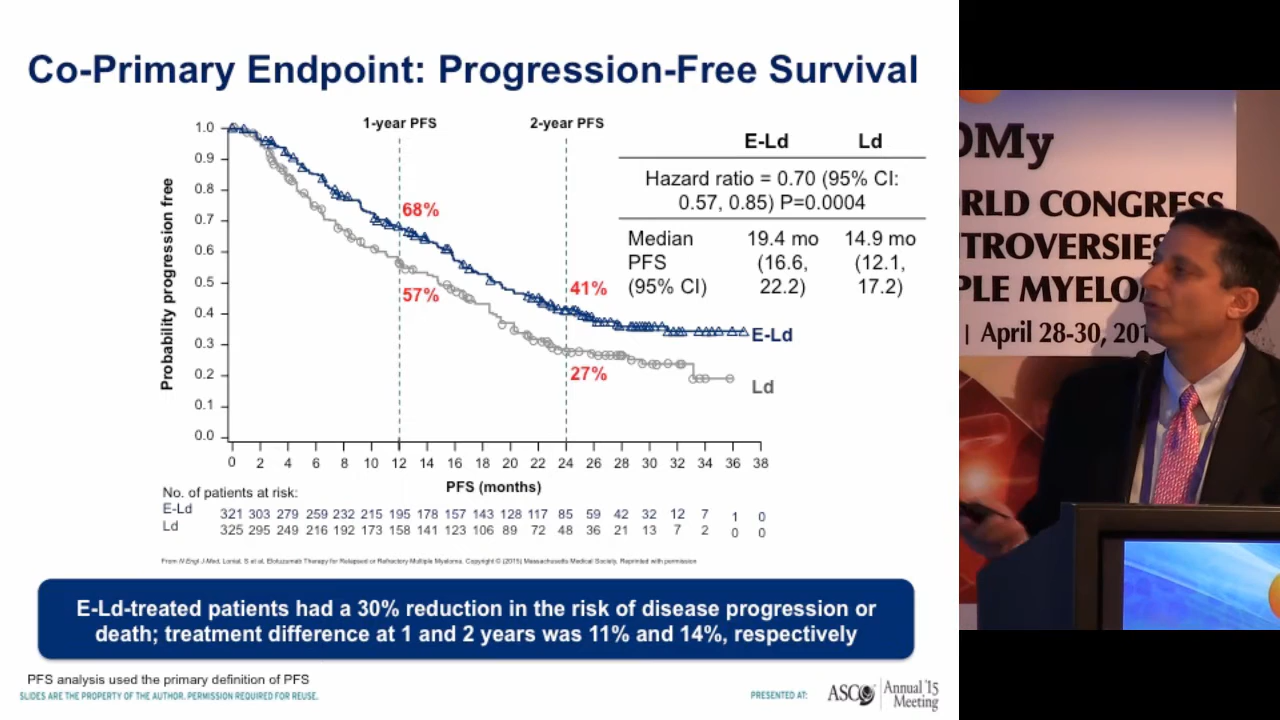 Co-Primary Endpoint: Progression-Free Survival
1-year PFS 2-year PFS
Probability progression free
1.0
0.9
0.8
0.7
0.6
0.5
0.4
0.3
0.2
0.1
0.0
68%
57%
41%
27%
E-Ld
Ld
E-Ld Ld
Hazard ratio = 0.70 (95% CI:
0.57, 0.85) P=0.0004
Median 19.4 mo 14.9 mo
PFS (16.6, (12.1,
(95% CI) 22.2) 17.2)
0 2 4 6 8 10 12 14 16 18 20 22 24 26 28 30 32 34 36 38
PFS (months)
No. of patients at risk:
E-Ld 321 303 279 259 232 215 195 178 157 143 128 117 85 59 42 32 12 7 1 0
Ld 325 295 249 216 192 173 158 141 123 106 89 72 48 36 21 13 7 2 0 0
From N Engl J Med, Lonial, S et al. Elotuzumab Therapy for Relapsed or Refractory Multiple Myeloma. Copyright © (2015) Massachusetts Medical Society. Reprinted with permission
E-Ld-treated patients had a 30% reduction in the risk of disease progression or
death; treatment difference at 1 and 2 years was 11% and 14%, respectively
PFS analysis used the primary definition of PFS
SLIDES ARE THE PROPERTY OF THE AUTHOR. PERMISSION REQUIRED FOR REUSE.
PRESENTED AT:
ASCO Annual '15
Meeting
OMy
RLD CONGRESS
TROVERSIES
PLE MYELO
| April 28-30, 201